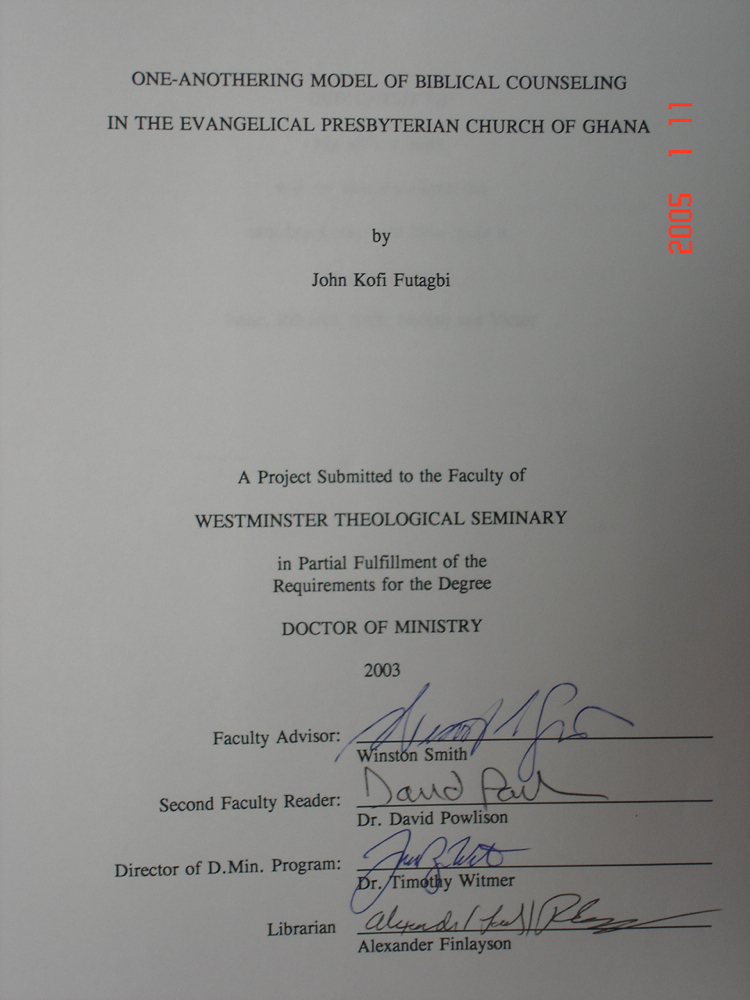 ONE-ANOTHERING MODEL OF BIBLICAL COUNSELING
IN THE EVANGELICAL PRESBYTERIAN CHURCH OF GHANA
2005 1 11
by
John Kofi Futagbi
A Project Submitted to the Faculty of
WESTMINSTER THEOLOGICAL SEMINARY
in Partial Fulfillment of the
Requirements for the Degree
DOCTOR OF MINISTRY
2003
Faculty Advisor:
Winston Smith
Second Faculty Reader: David
Dr. David Powlison
Director of D.Min. Program:
Dr. Timothy Witmer
Librarian
Alexander Finlayson